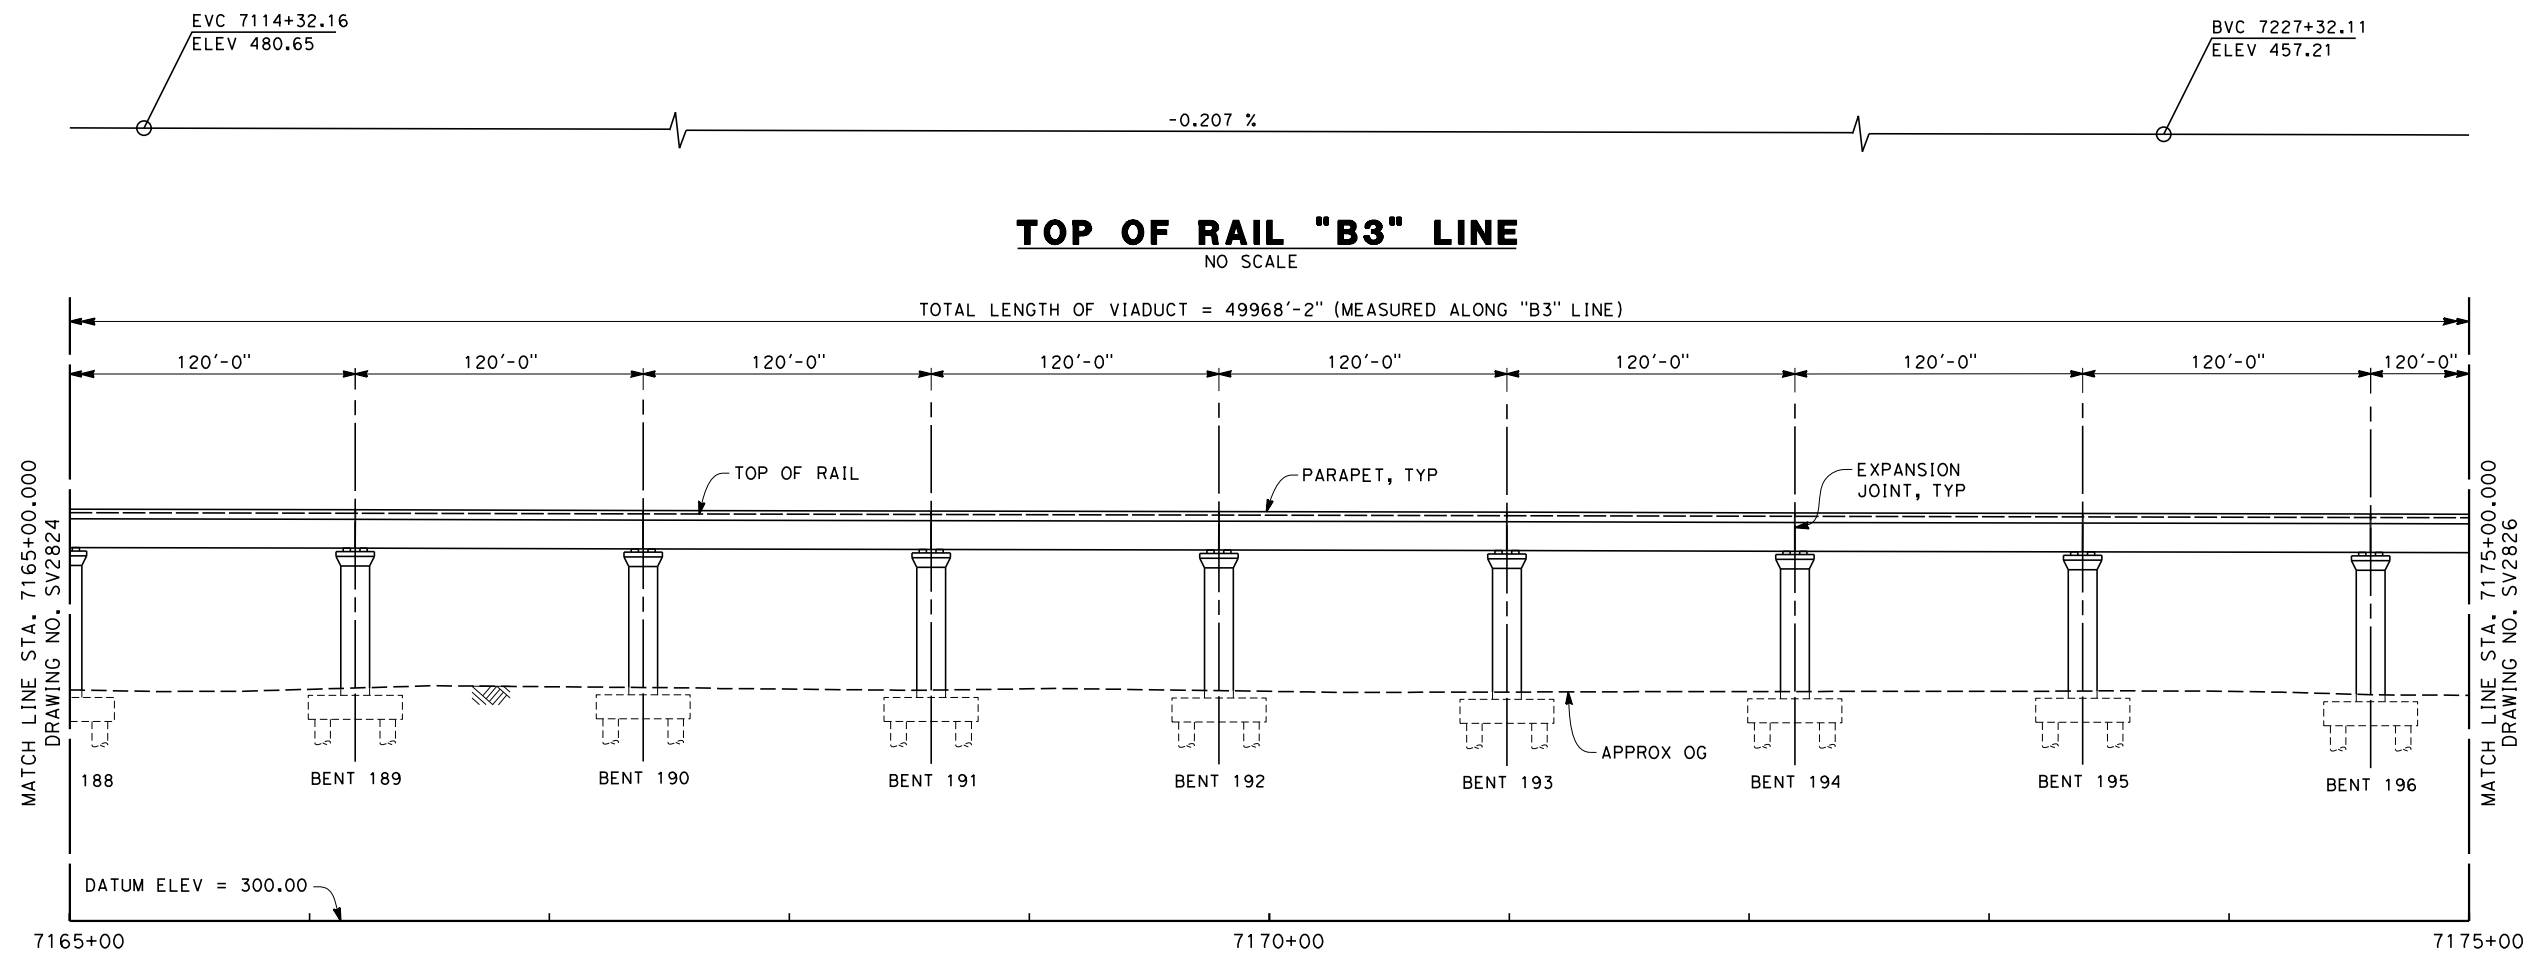 EVC 7114+32.16
ELEV 480.65
BVC 7227+32.11
ELEV 457.21
-0.207 %
TOP OF RAIL "B3" LINE
NO SCALE
TOTAL LENGTH OF VIADUCT = 49968'-2" (MEASURED ALONG "B3" LINE)
120'-0" 120'-0" 120'-0" 120'-0" 120'-0" 120'-0" 120'-0" 120'-0" 120'-0"
TOP OF RAIL
PARAPET, TYP
EXPANSION
JOINT, TYP
MATCH LINE STA. 7165+00.000
DRAWING NO. SV2824
MATCH LINE STA. 7175+00.000
DRAWING NO. SV2826
APPROX OG
188 BENT 189 BENT 190 BENT 191 BENT 192 BENT 193 BENT 194 BENT 195 BENT 196
DATUM ELEV = 300.00
7165+00 7170+00 7175+00